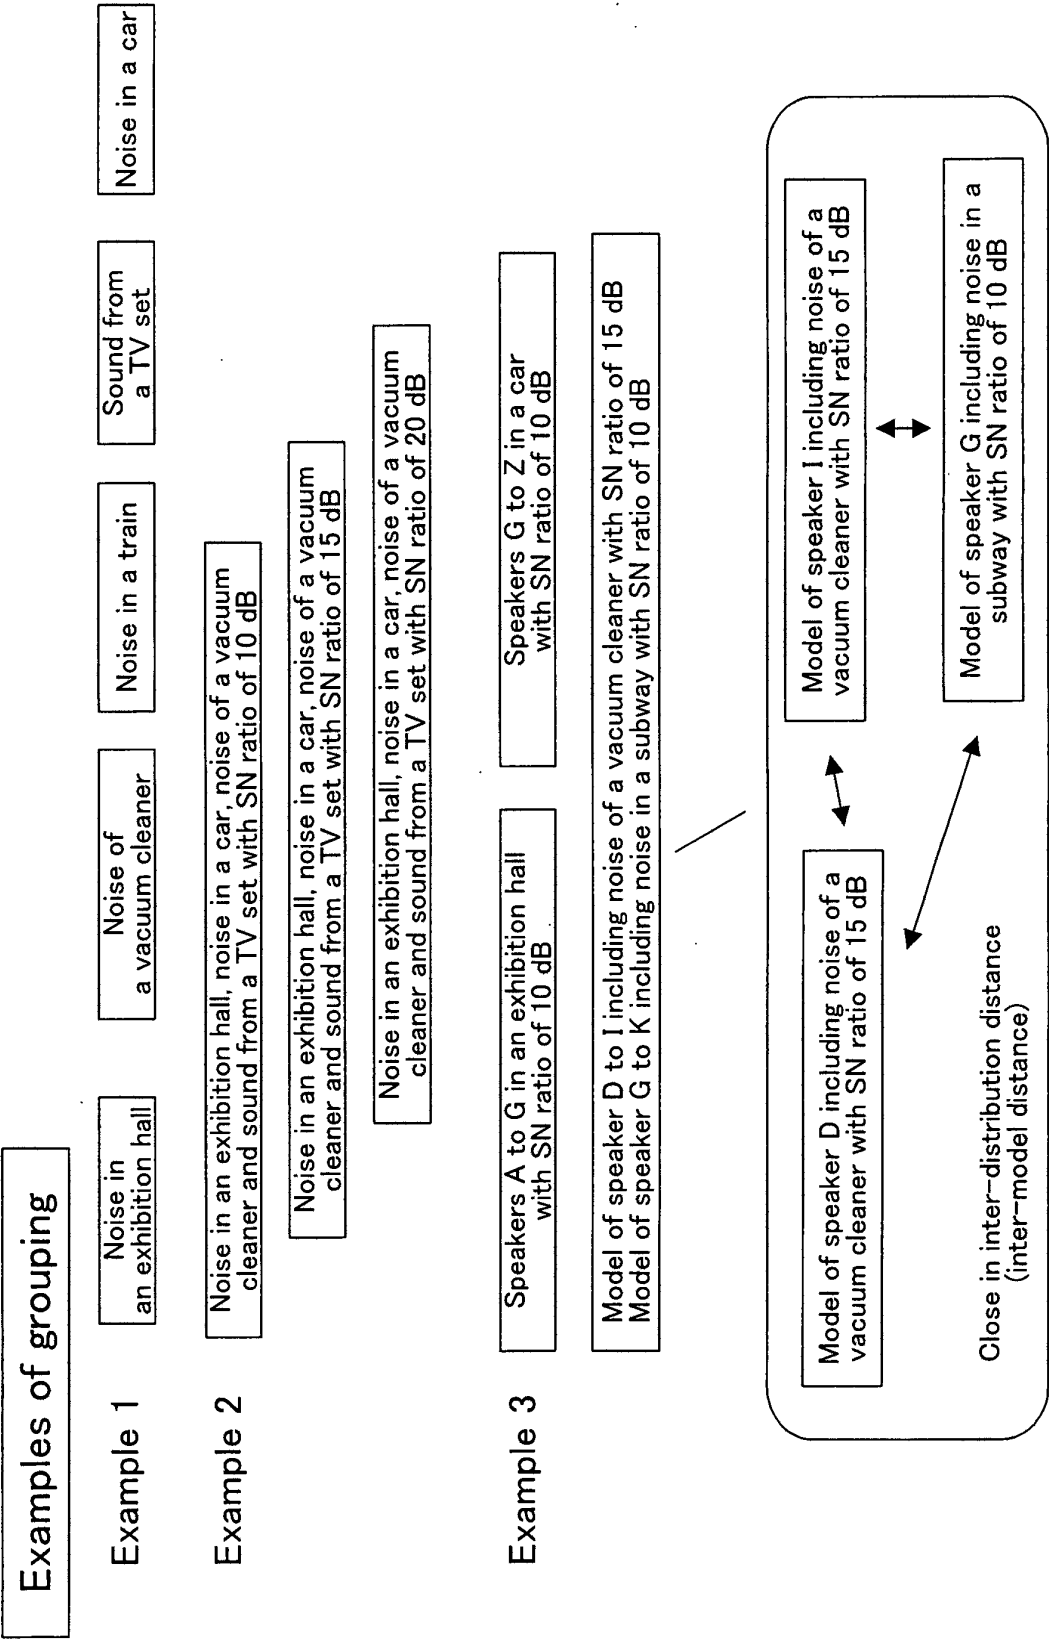 Examples of grouping
Example 1
Noise in
an exhibition hall
Noise of
a vacuum cleaner
Noise in a train
Sound from
a TV set
Noise in a car
Example 2
Noise in an exhibition hall, noise in a car, noise of a vacuum
cleaner and sound from a TV set with SN ratio of 10 dB
Noise in an exhibition hall, noise in a car, noise of a vacuum
cleaner and sound from a TV set with SN ratio of 15 dB
Noise in an exhibition hall, noise in a car, noise of a vacuum
cleaner and sound from a TV set with SN ratio of 20 dB
Example 3
Speakers A to G in an exhibition hall
with SN ratio of 10 dB
Speakers G to Z in a car
with SN ratio of 10 dB
Model of speaker D to I including noise of a vacuum cleaner with SN ratio of 15 dB
Model of speaker G to K including noise in a subway with SN ratio of 10 dB
Model of speaker D including noise of a
vacuum cleaner with SN ratio of 15 dB
Model of speaker I including noise of a
vacuum cleaner with SN ratio of 15 dB
Model of speaker G including noise in a
subway with SN ratio of 10 dB
Close in inter-distribution distance
(inter-model distance)